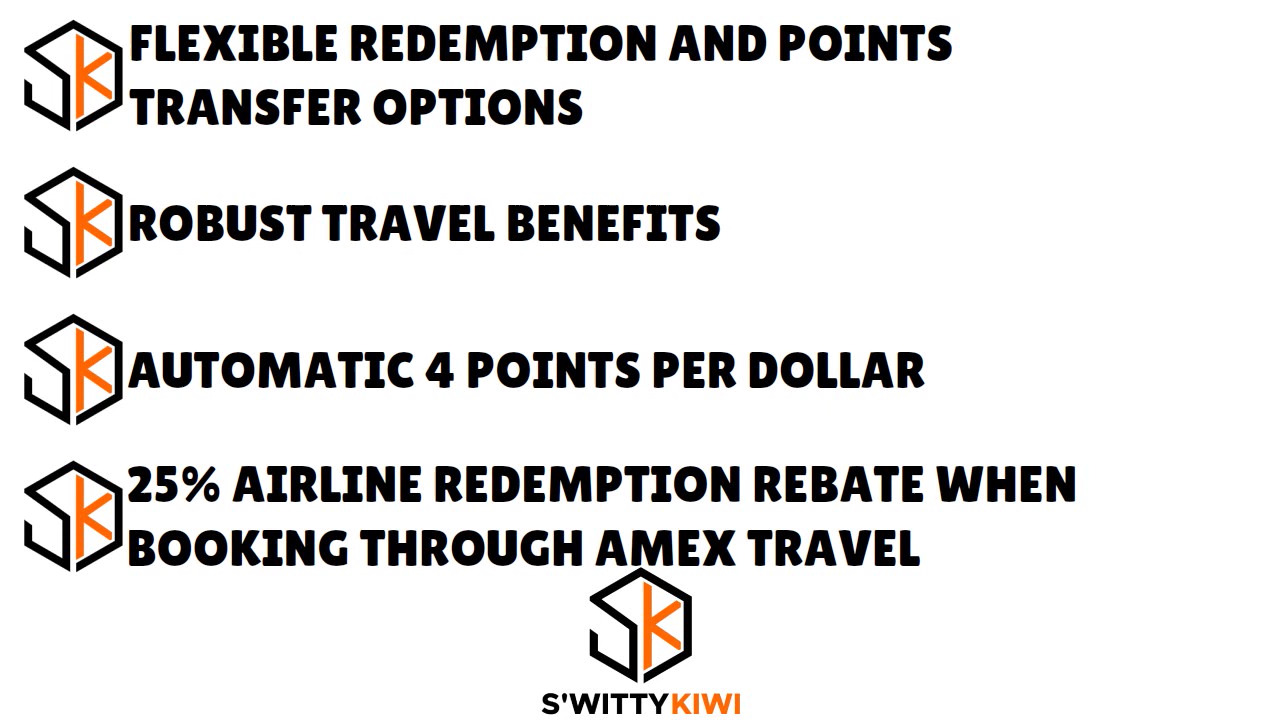 FLEXIBLE REDEMPTION AND POINTS
TRANSFER OPTIONS
ROBUST TRAVEL BENEFITS
AUTOMATIC 4 POINTS PER DOLLAR
25% AIRLINE REDEMPTION REBATE WHEN
BOOKING THROUGH AMEX TRAVEL
SK
S'WITTYKIWI